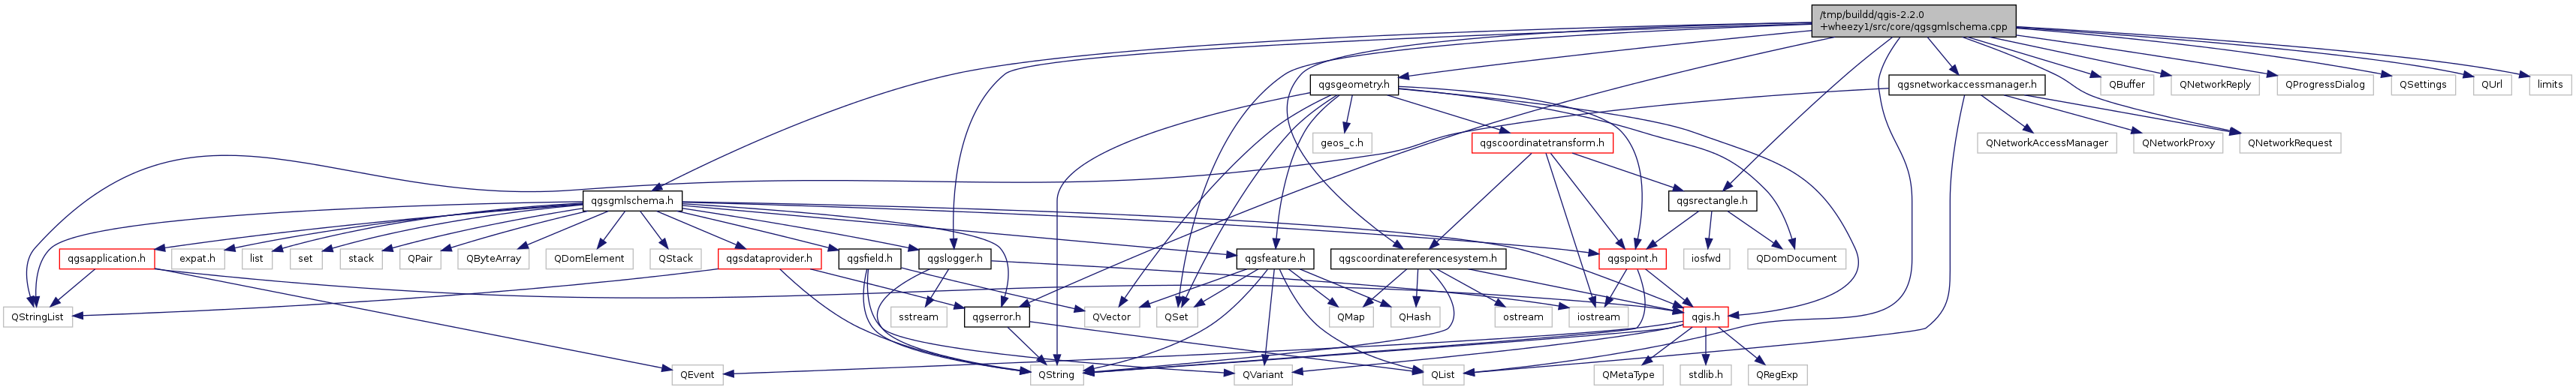 /tmp/buildd/qgis-2.2.0
+wheezy1/src/core/qgsgmlschema.cpp
qgsgeometry.h
qgsnetworkaccessmanager.h
QBuffer
QNetworkReply
QProgressDialog
QSettings
QUrl
limits
geos_c.h
qgscoordinatetransform.h
QNetworkAccessManager
QNetworkProxy
QNetworkRequest
qgsgmlschema.h
qgsrectangle.h
qgsapplication.h
expat.h
list
set
stack
QPair
QByteArray
QDomElement
QStack
qgsdataprovider.h
qgsfield.h
qgslogger.h
qgsfeature.h
qgscoordinatereferencesystem.h
qgspoint.h
iosfwd
QDomDocument
QStringList
sstream
qgserror.h
QVector
QSet
QMap
QHash
ostream
iostream
qgis.h
QEvent
QString
QVariant
QList
QMetaType
stdlib.h
QRegExp